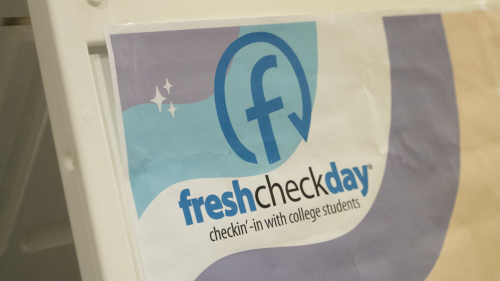 f
freshcheckday®
checkin'-in with college students